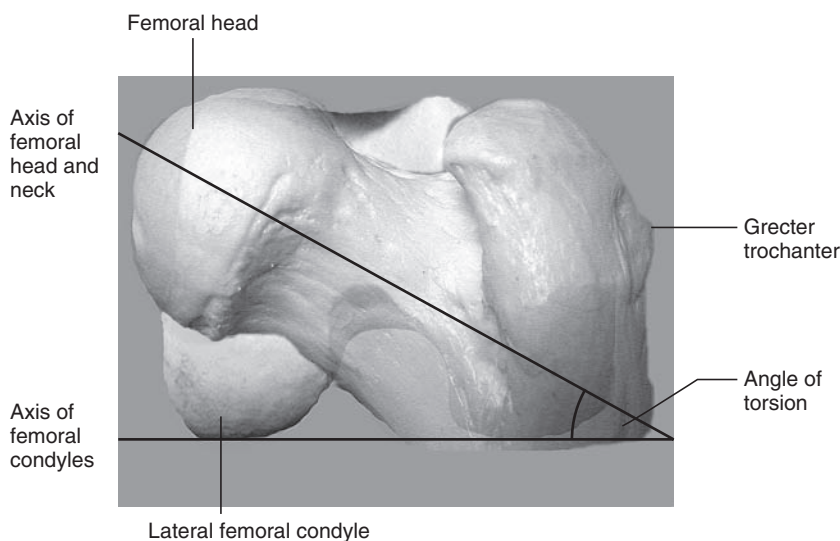 Femoral head
Axis of
femoral
head and
neck
Grecter
trochanter
Angle of
torsion
Axis of
femoral
condyles
Lateral femoral condyle